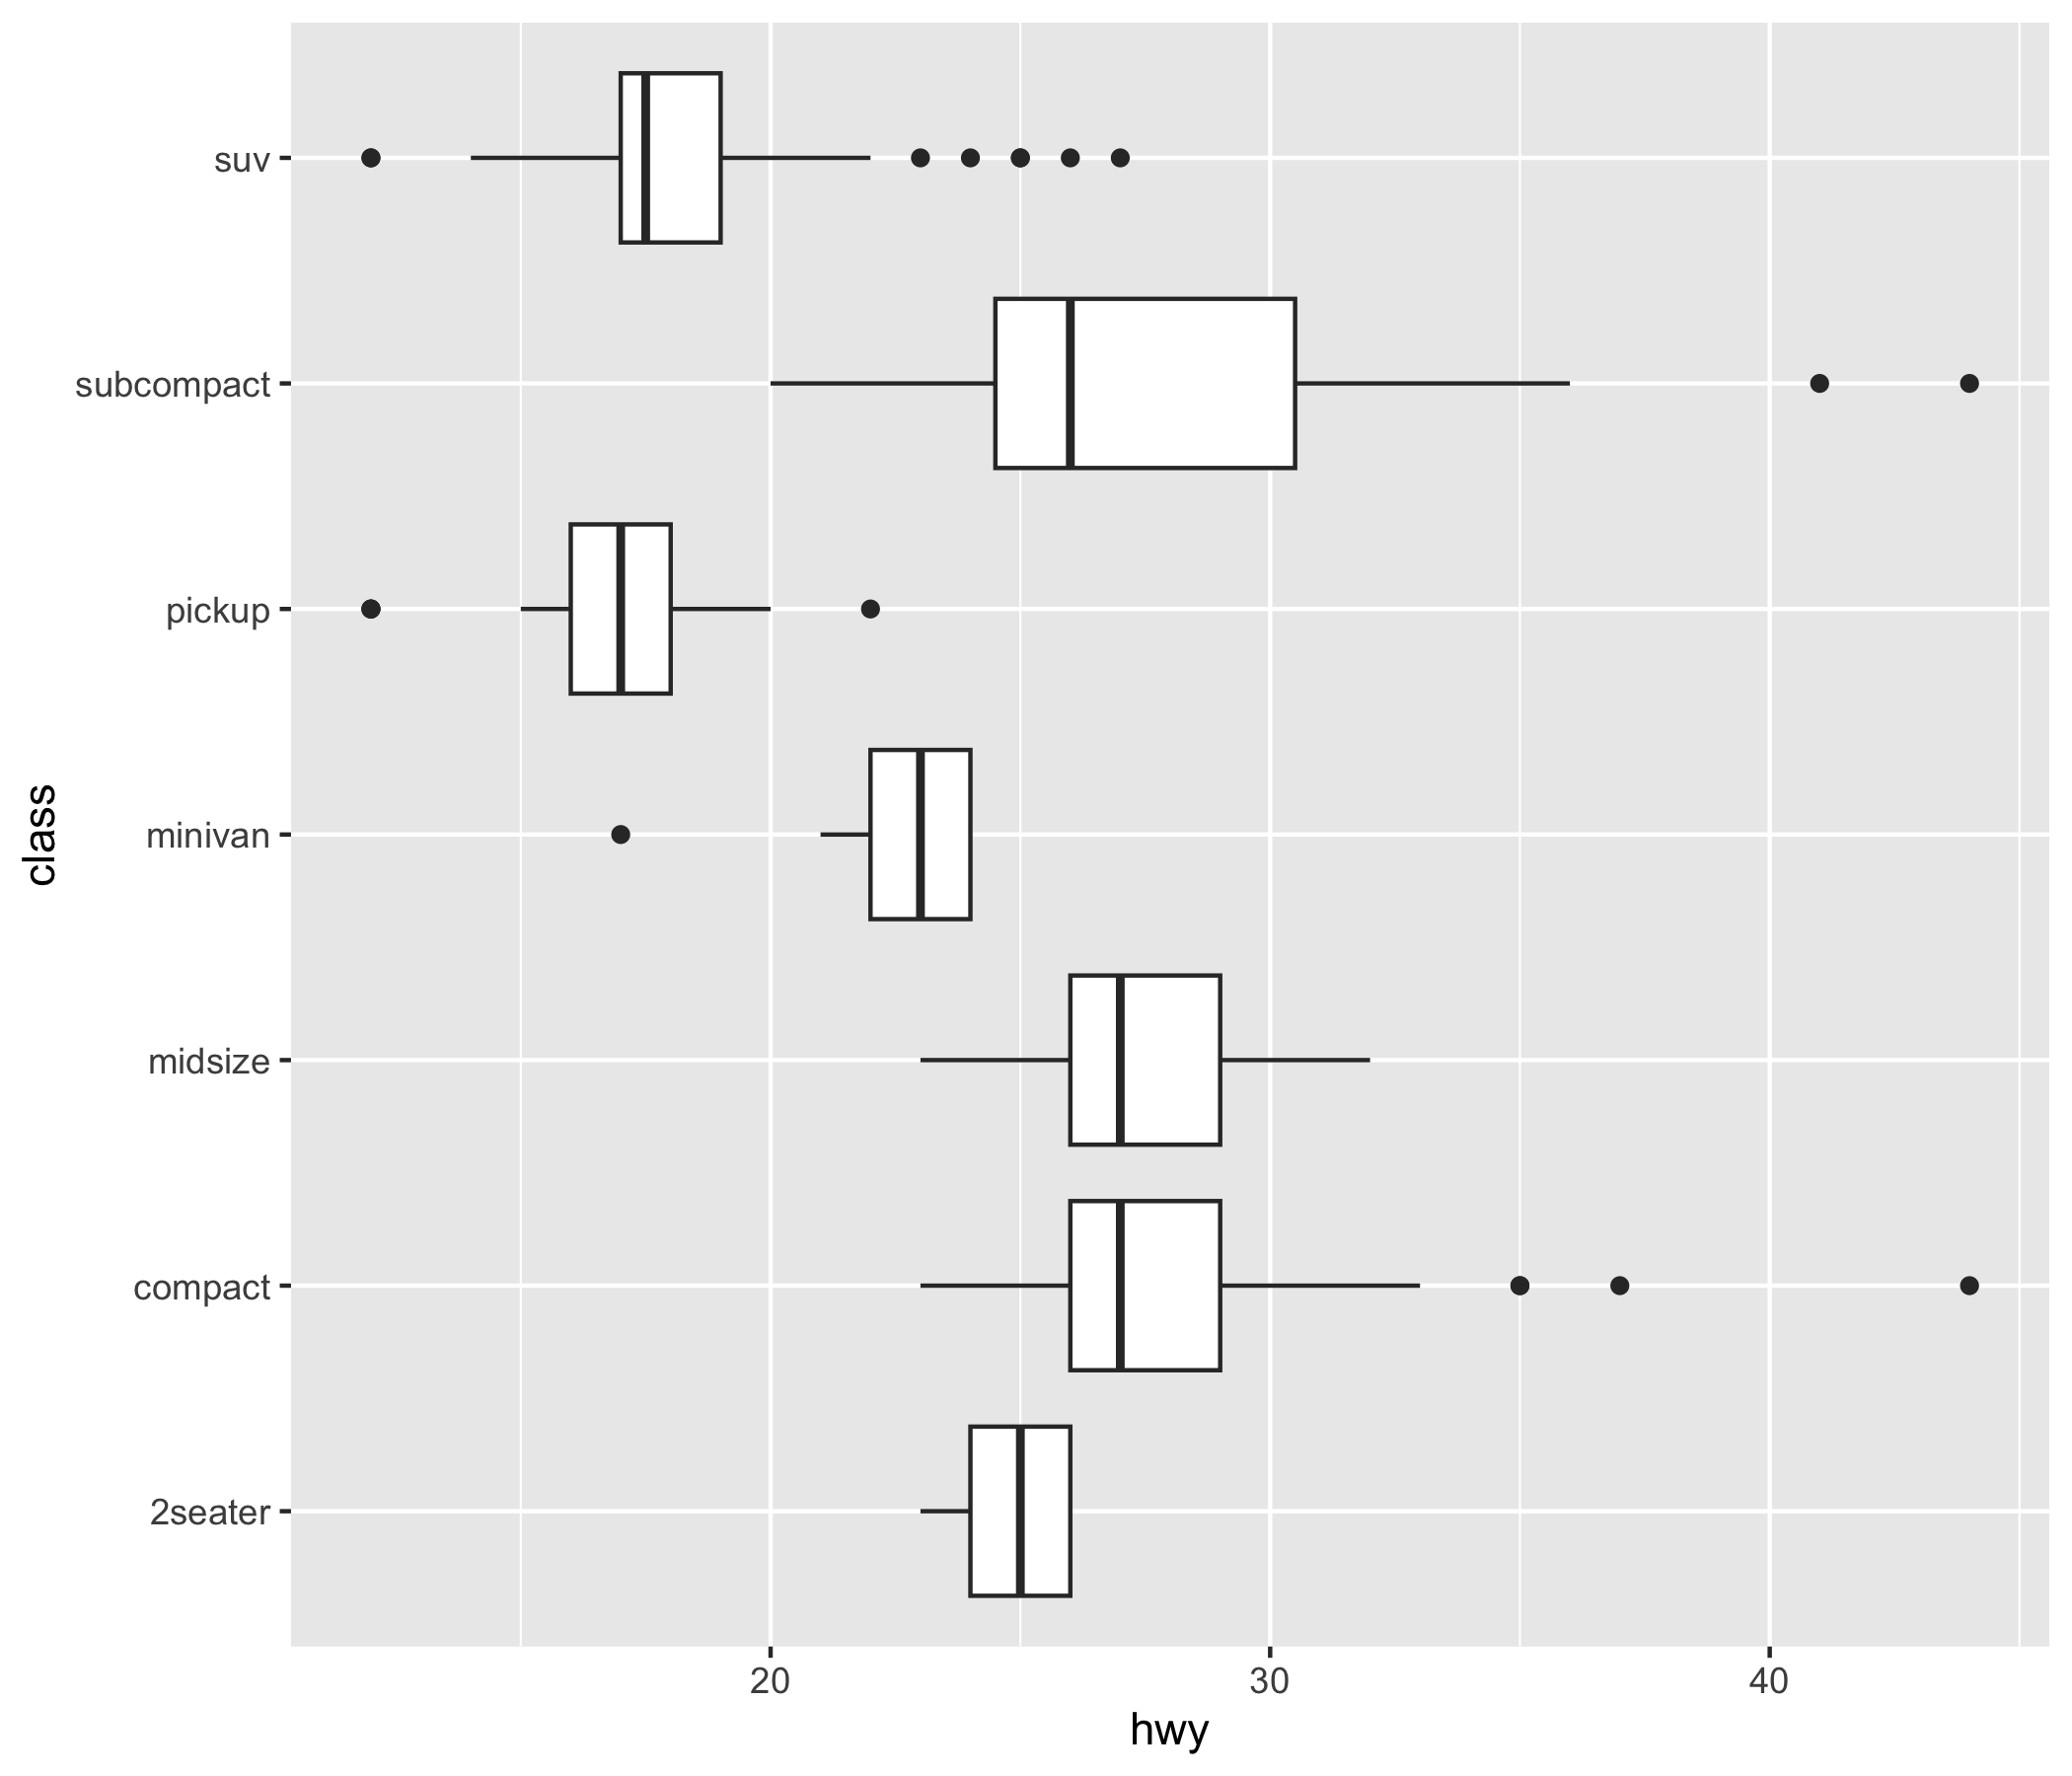 class
suv
subcompact
pickup
minivan
midsize
compact
2seater
20 30 40
hwy